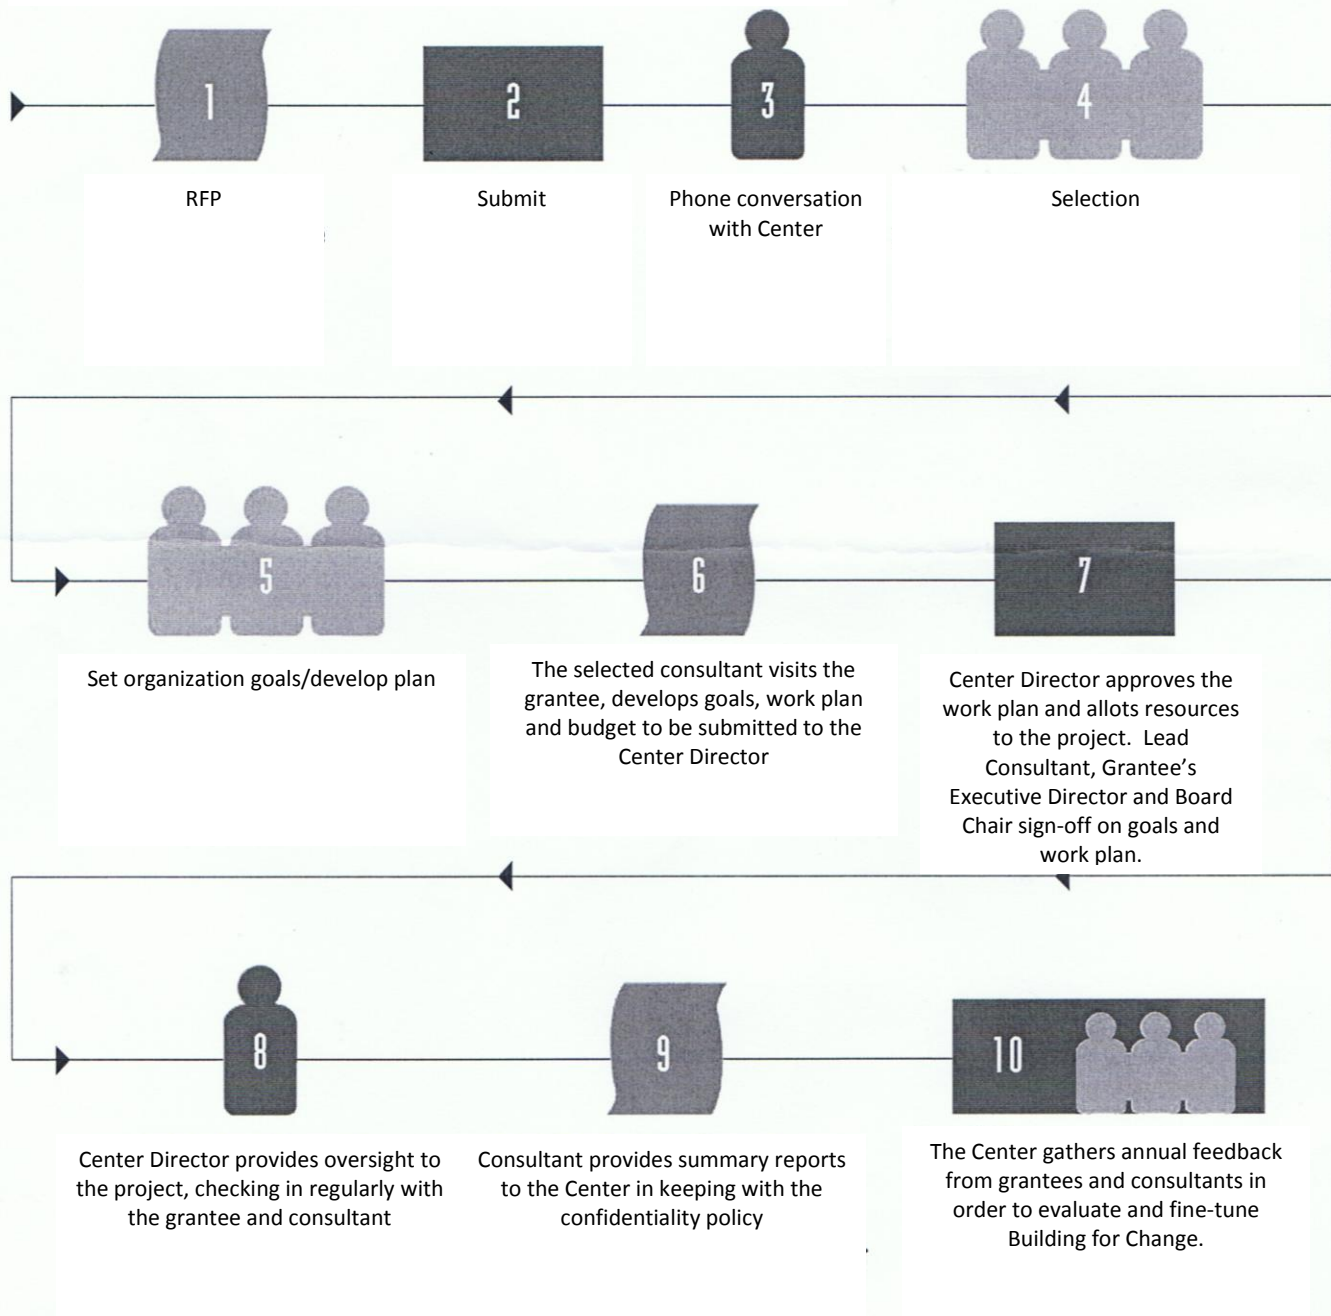 1
2
3
4
RFP
Submit
Phone conversation
with Center
Selection
5
6
7
Set organization goals/develop plan
The selected consultant visits the
grantee, develops goals, work plan
and budget to be submitted to the
Center Director
Center Director approves the
work plan and allots resources
to the project.  Lead
Consultant, Grantee’s
Executive Director and Board
Chair sign-off on goals and
work plan.
8
9
10
Center Director provides oversight to
the project, checking in regularly with
the grantee and consultant
Consultant provides summary reports
to the Center in keeping with the
confidentiality policy
The Center gathers annual feedback
from grantees and consultants in
order to evaluate and fine-tune
Building for Change.